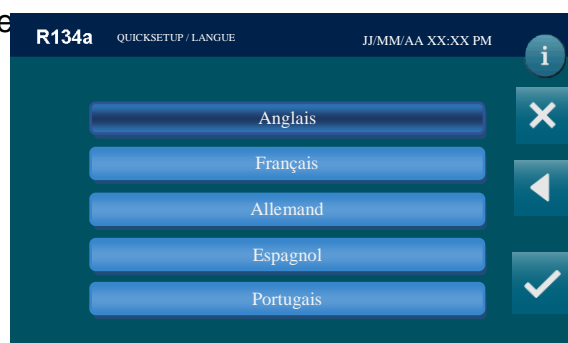 e
R134a QUICKSETUP / LANGUE JJ/MM/AA XX:XX PM
i
Anglais
Français
Allemand
Espagnol
Portugais